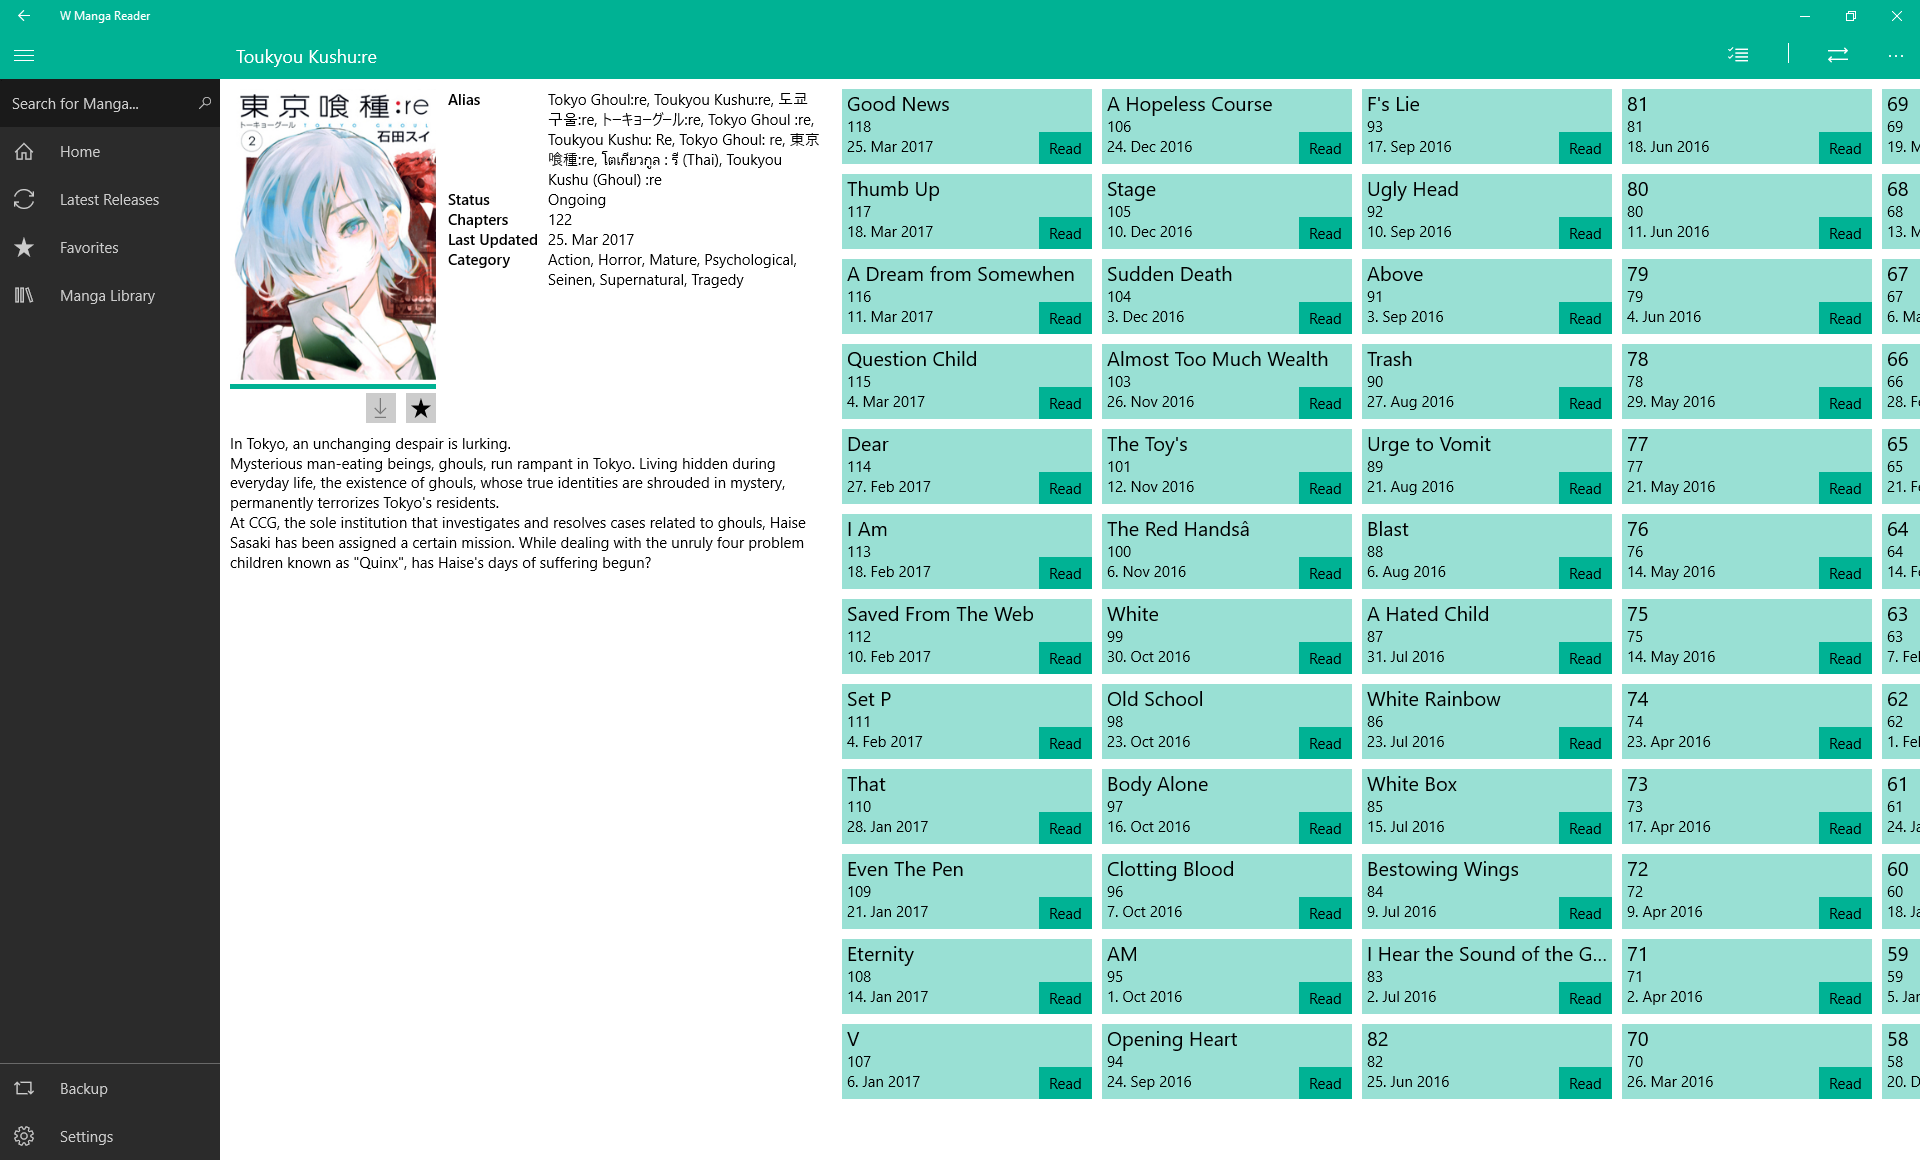 W Manga Reader
Toukyou Kushu:re
Search for Manga...
Home
Latest Releases
Favorites
Manga Library
Backup
Settings
東京喰種:re
トーキョーグール
TOKYO GHOUL
2
石田スイ
Alias
Tokyo Ghoul:re, Toukyou Kushu:re, 도쿄
구울:re, トーキョーグール:re, Tokyo Ghoul :re,
Toukyou Kushu: Re, Tokyo Ghoul: re, 東京
喰種:re, โตเกียวกูล : รี (Thai), Toukyou
Kushu (Ghoul) :re
Status Ongoing
Chapters 122
Last Updated 25. Mar 2017
Category Action, Horror, Mature, Psychological,
Seinen, Supernatural, Tragedy
In Tokyo, an unchanging despair is lurking.
Mysterious man-eating beings, ghouls, run rampant in Tokyo. Living hidden during
everyday life, the existence of ghouls, whose true identities are shrouded in mystery,
permanently terrorizes Tokyo's residents.
At CCG, the sole institution that investigates and resolves cases related to ghouls, Haise
Sasaki has been assigned a certain mission. While dealing with the unruly four problem
children known as "Quinx", has Haise's days of suffering begun?
Good News
118
25. Mar 2017 Read
Thumb Up
117
18. Mar 2017 Read
A Dream from Somewhen
116
11. Mar 2017 Read
Question Child
115
4. Mar 2017 Read
Dear
114
27. Feb 2017 Read
I Am
113
18. Feb 2017 Read
Saved From The Web
112
10. Feb 2017 Read
Set P
111
4. Feb 2017 Read
That
110
28. Jan 2017 Read
Even The Pen
109
21. Jan 2017 Read
Eternity
108
14. Jan 2017 Read
V
107
6. Jan 2017 Read
A Hopeless Course
106
24. Dec 2016 Read
Stage
105
10. Dec 2016 Read
Sudden Death
104
3. Dec 2016 Read
Almost Too Much Wealth
103
26. Nov 2016 Read
The Toy's
101
12. Nov 2016 Read
The Red Handsâ
100
6. Nov 2016 Read
White
99
30. Oct 2016 Read
Old School
98
23. Oct 2016 Read
Body Alone
97
16. Oct 2016 Read
Clotting Blood
96
7. Oct 2016 Read
AM
95
1. Oct 2016 Read
Opening Heart
94
24. Sep 2016 Read
F's Lie
93
17. Sep 2016 Read
Ugly Head
92
10. Sep 2016 Read
Above
91
3. Sep 2016 Read
Trash
90
27. Aug 2016 Read
Urge to Vomit
89
21. Aug 2016 Read
Blast
88
6. Aug 2016 Read
A Hated Child
87
31. Jul 2016 Read
White Rainbow
86
23. Jul 2016 Read
White Box
85
15. Jul 2016 Read
Bestowing Wings
84
9. Jul 2016 Read
I Hear the Sound of the G...
83
2. Jul 2016 Read
82
82
25. Jun 2016 Read
81
81
18. Jun 2016 Read
80
80
11. Jun 2016 Read
79
79
4. Jun 2016 Read
78
78
29. May 2016 Read
77
77
21. May 2016 Read
76
76
14. May 2016 Read
75
75
14. May 2016 Read
74
74
23. Apr 2016 Read
73
73
17. Apr 2016 Read
72
72
9. Apr 2016 Read
71
71
2. Apr 2016 Read
70
70
26. Mar 2016 Read
69
69
19.
68
68
13.
67
67
6. Ma
66
66
28.
65
65
21.
64
64
14.
63
63
7. Fe
62
62
1. Fe
61
61
24. Ja
60
60
18. Ja
59
59
5. Jan
58
58
20.